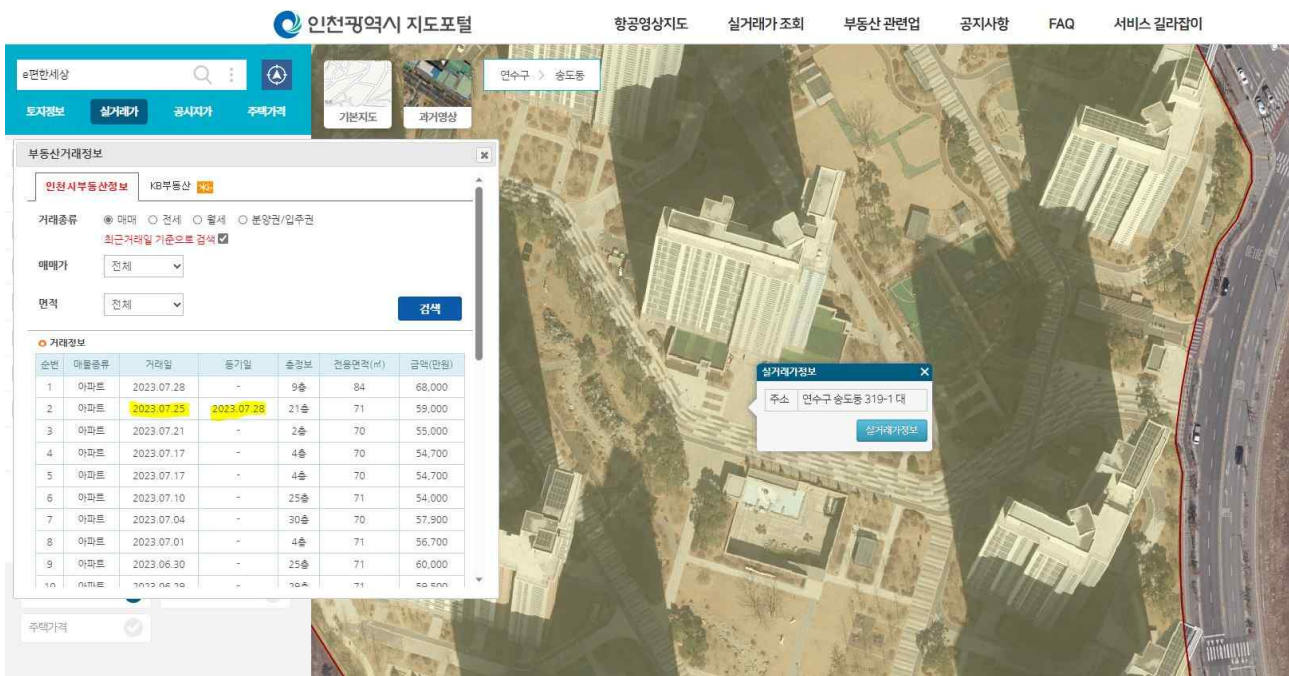 인천광역시 지도포털
항공영상지도 실거래가 조회 부동산 관련업 공지사항 FAQ 서비스 길라잡이
e편한세상
토지정보 실거래가 공시지가 주택가격
기본지도 과거영상
연수구 > 송도동
부동산거래정보
인천시부동산정보 KB부동산
거래종류 매매 전세 월세 분양권/입주권
최근거래일 기준으로 검색
매매가 전체
면적 전체
검색
거래정보
순번 매물종류 거래일 등기일 층정보 전용면적(㎡) 금액(만원)
1 아파트 2023.07.28 - 9층 84 68,000
2 아파트 2023.07.25 2023.07.28 21층 71 59,000
3 아파트 2023.07.21 - 2층 70 55,000
4 아파트 2023.07.17 - 4층 70 54,700
5 아파트 2023.07.17 - 4층 70 54,700
6 아파트 2023.07.10 - 25층 71 54,000
7 아파트 2023.07.04 - 30층 70 57,900
8 아파트 2023.07.01 - 4층 71 56,700
9 아파트 2023.06.30 - 25층 71 60,000
10 아파트 2023.06.29 - 29층 71 59,500
주택가격
실거래가정보
주소 연수구 송도동 319-1 대
실거래가정보